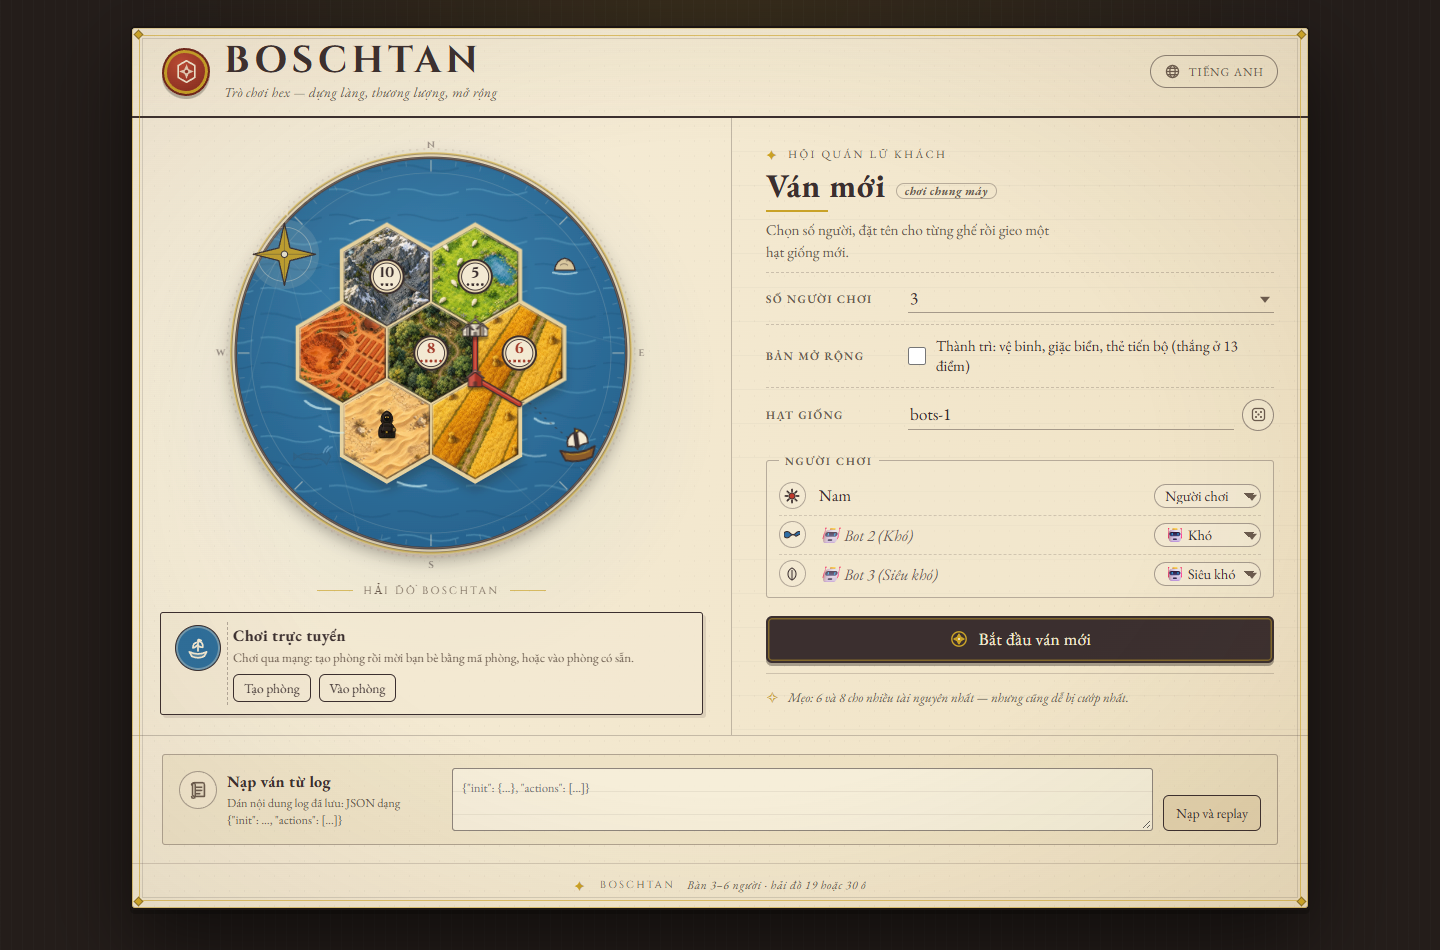 BOSCHTAN
Trò chơi hex — dựng làng, thương lượng, mở rộng
TIẾNG ANH
N
W
E
S
10
5
8
6
HẢI ĐỒ BOSCHTAN
Chơi trực tuyến
Chơi qua mạng: tạo phòng rồi mời bạn bè bằng mã phòng, hoặc vào phòng có sẵn.
Tạo phòng
Vào phòng
HỘI QUÁN LỮ KHÁCH
Ván mới
chơi chung máy
Chọn số người, đặt tên cho từng ghế rồi gieo một
hạt giống mới.
SỐ NGƯỜI CHƠI
3
BẢN MỞ RỘNG
Thành trì: vệ binh, giặc biển, thẻ tiến bộ (thắng ở 13
điểm)
HẠT GIỐNG
bots-1
NGƯỜI CHƠI
Nam
Người chơi
Bot 2 (Khó)
Khó
Bot 3 (Siêu khó)
Siêu khó
Bắt đầu ván mới
Mẹo: 6 và 8 cho nhiều tài nguyên nhất — nhưng cũng dễ bị cướp nhất.
Nạp ván từ log
Dán nội dung log đã lưu: JSON dạng
{"init": ..., "actions": [...]}
{"init": {...}, "actions": [...]}
Nạp và replay
BOSCHTAN
Bàn 3–6 người · hải đồ 19 hoặc 30 ô